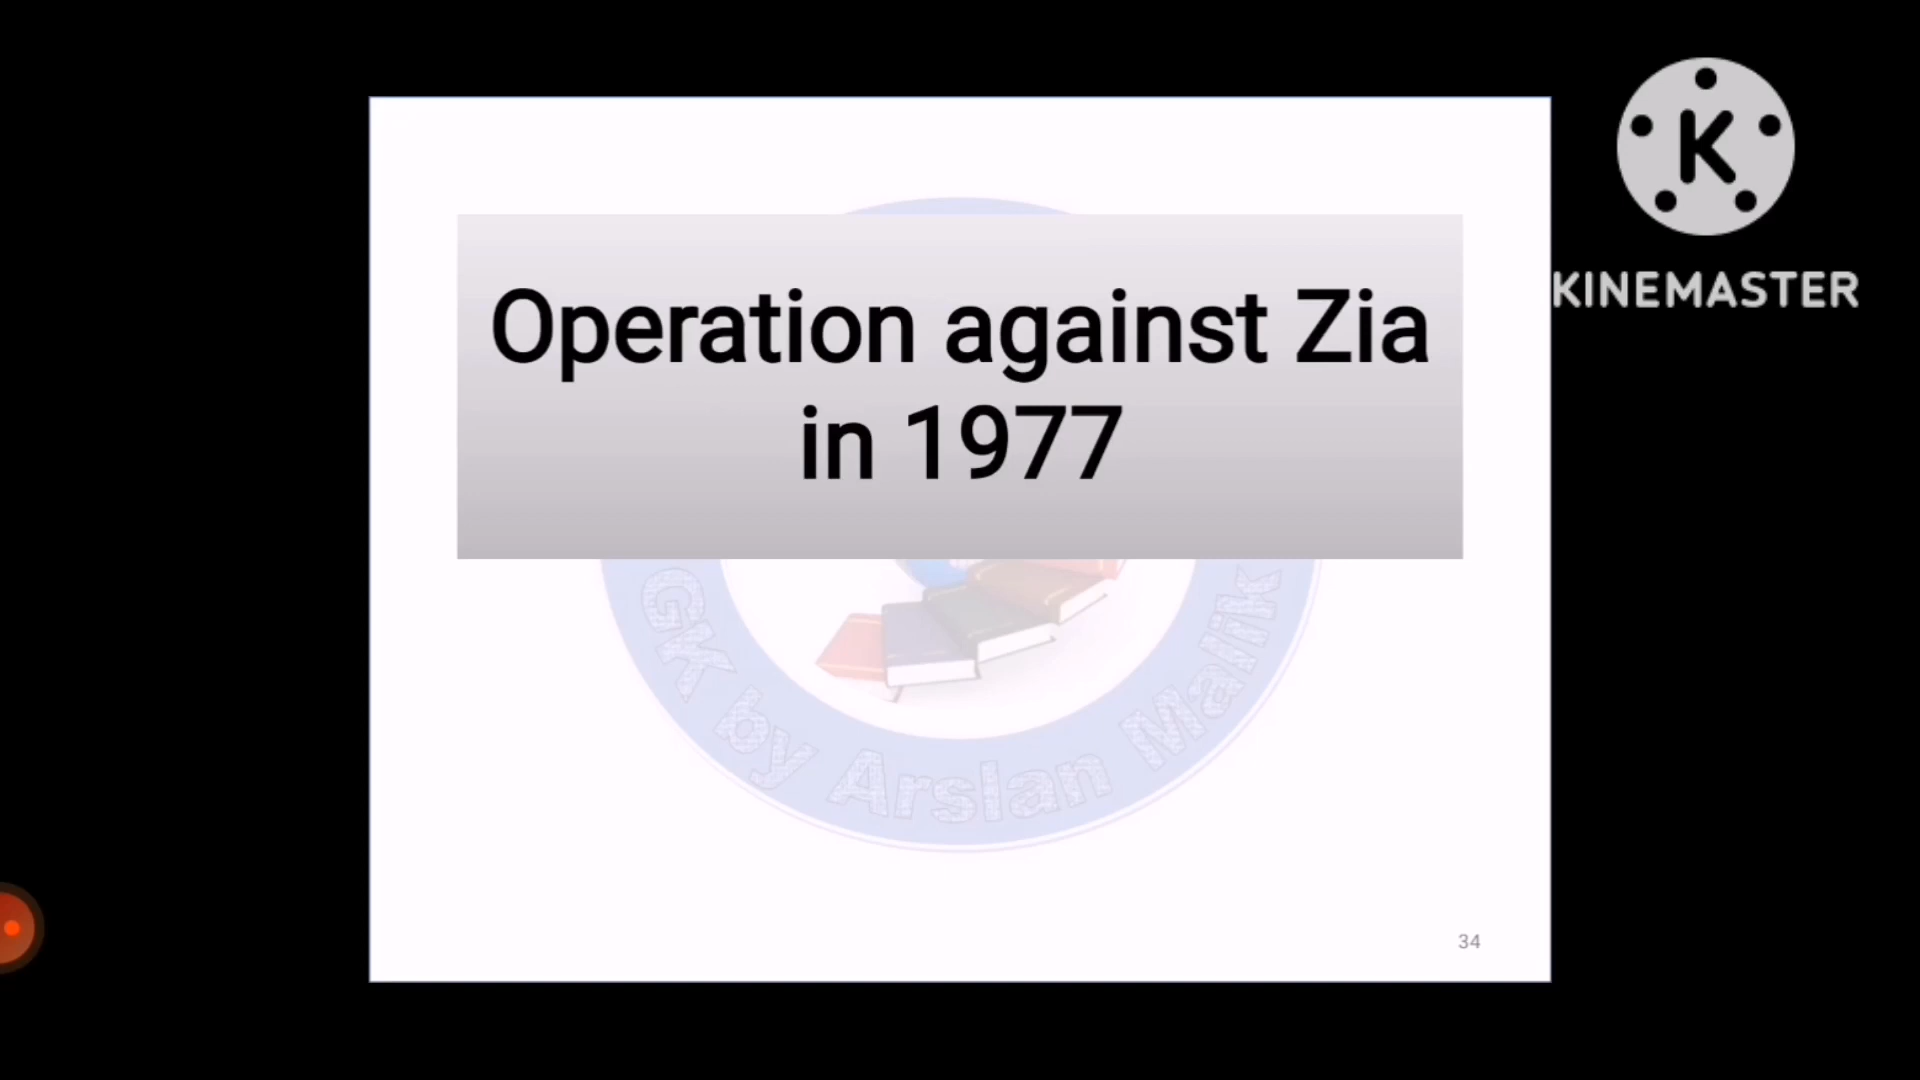 Operation against Zia
in 1977
K
KINEMASTER
GK by Arslan Malik
34